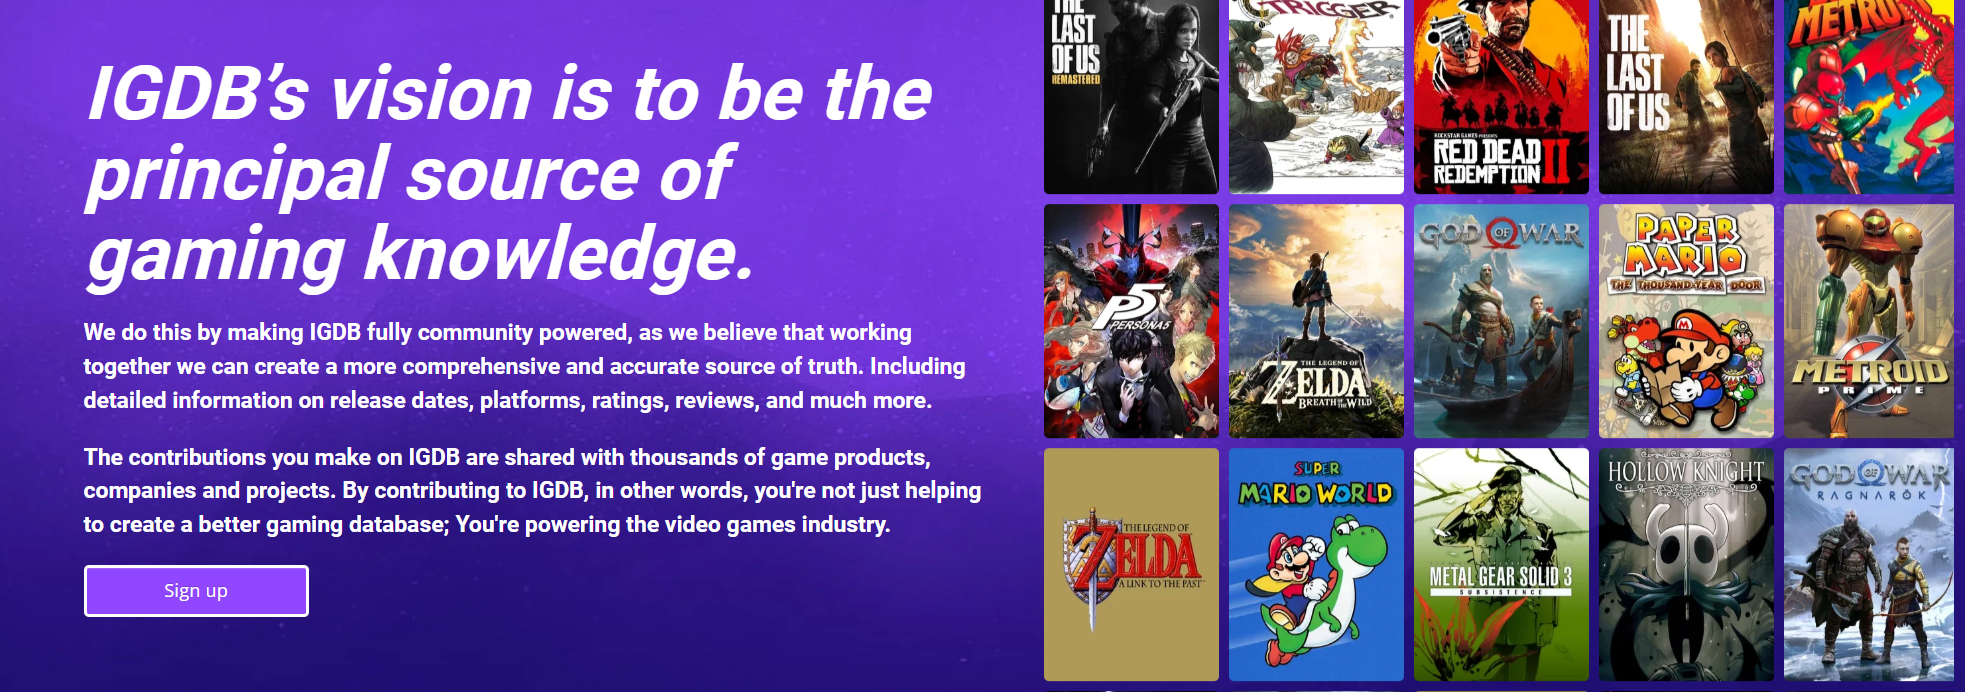 IGDB’s vision is to be the
principal source of
gaming knowledge.
We do this by making IGDB fully community powered, as we believe that working
together we can create a more comprehensive and accurate source of truth. Including
detailed information on release dates, platforms, ratings, reviews, and much more.
The contributions you make on IGDB are shared with thousands of game products,
companies and projects. By contributing to IGDB, in other words, you're not just helping
to create a better gaming database; You're powering the video games industry.
Sign up
THE
LAST
OF US
REMASTERED
TRIGGER
ROCKSTAR GAMES PRESENTS
RED DEAD
REDEMPTION II
THE
LAST
OF US
METROID
P5
PERSONA5
THE LEGEND OF
ZELDA
BREATH OF THE WILD
GOD OF WAR
PAPER
MARIO
THE THOUSAND-YEAR DOOR
METROID
PRIME
THE LEGEND OF
ZELDA
A LINK TO THE PAST
SUPER
MARIO WORLD
METAL GEAR SOLID 3
SUBSISTENCE
HOLLOW KNIGHT
GOD OF WAR
RAGNARÖK